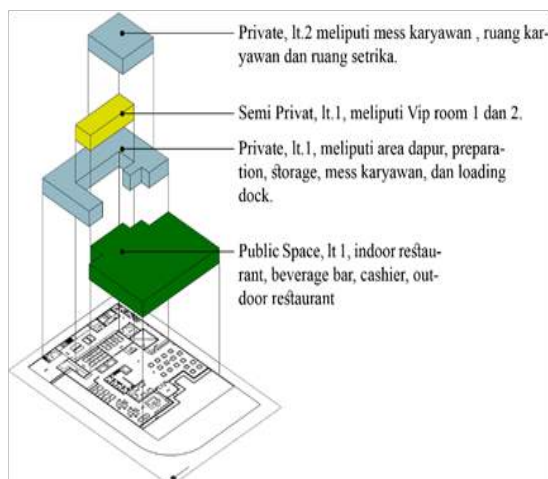 Private, lt.2 meliputi mess karyawan , ruang kar-
yawan dan ruang setrika.
Semi Privat, lt.1, meliputi Vip room 1 dan 2.
Private, lt.1, meliputi area dapur, prepara-
tion, storage, mess karyawan, dan loading
dock.
Public Space, lt 1, indoor restau-
rant, beverage bar, cashier, out-
door restaurant